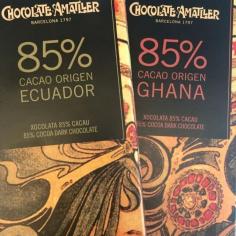 CHOCOLATE AMATLLER
BARCELONA 1797
85%
CACAO ORIGEN
ECUADOR
XOCOLATA 85% CACAU
85% COCOA DARK CHOCOLATE
CHOCOLATE AMATLLER
BARCELONA 1797
85%
CACAO ORIGEN
GHANA
XOCOLATA 85% CACAU
85% COCOA DARK CHOCOLATE